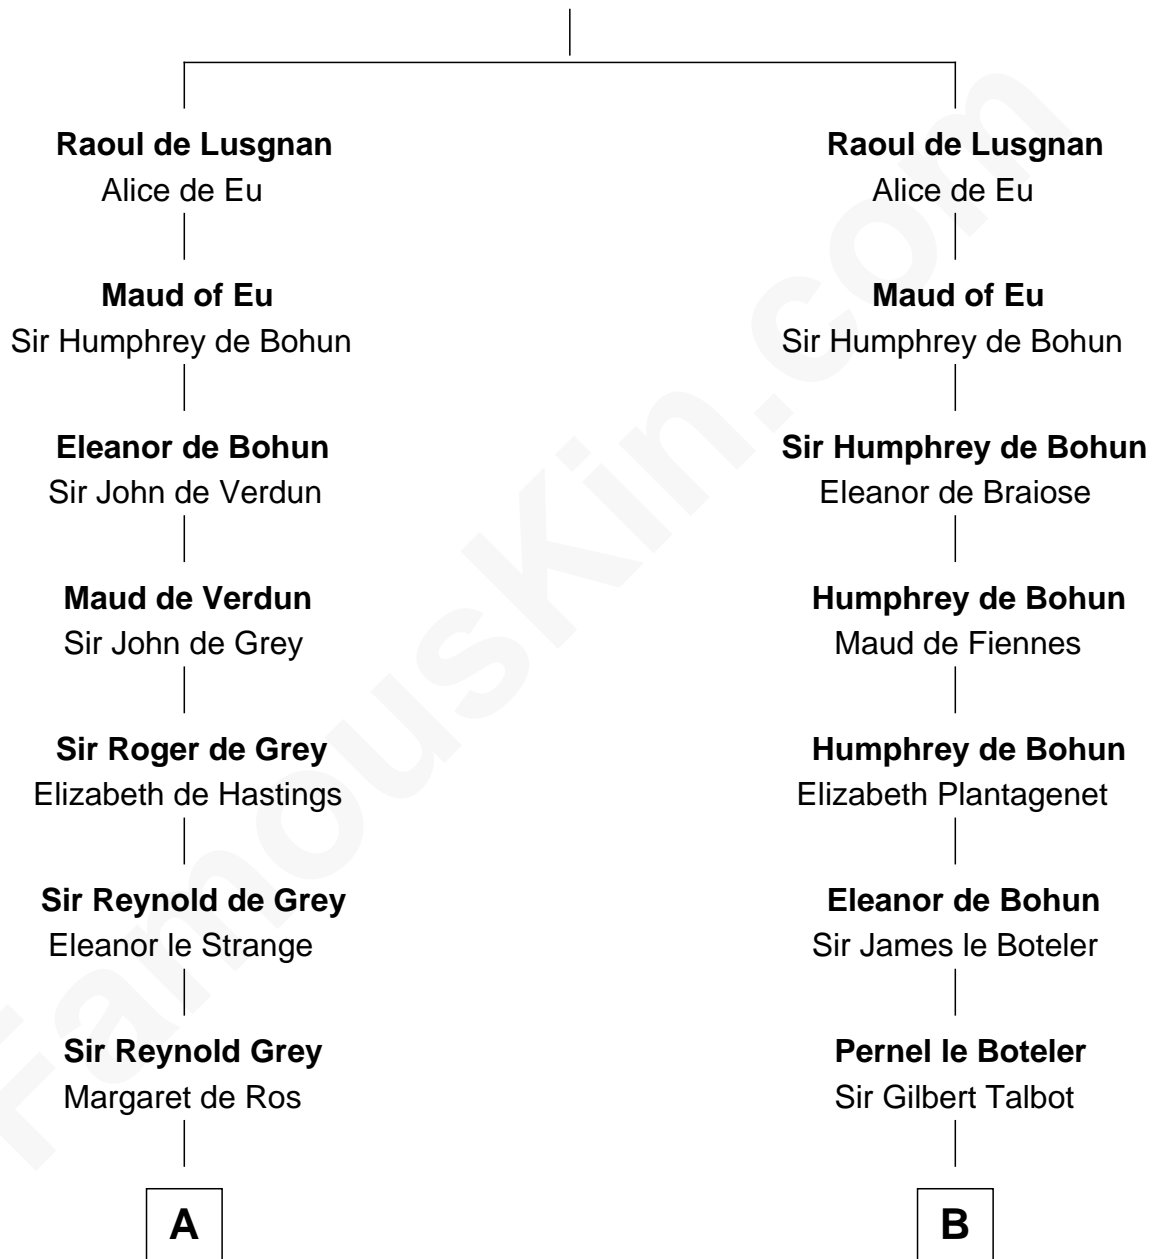 Raoul de Lusgnan
Alice de Eu
Maud of Eu
Sir Humphrey de Bohun
Eleanor de Bohun
Sir John de Verdun
Maud de Verdun
Sir John de Grey
Sir Roger de Grey
Elizabeth de Hastings
Sir Reynold de Grey
Eleanor le Strange
Sir Reynold Grey
Margaret de Ros
A
Raoul de Lusgnan
Alice de Eu
Maud of Eu
Sir Humphrey de Bohun
Sir Humphrey de Bohun
Eleanor de Braiose
Humphrey de Bohun
Maud de Fiennes
Humphrey de Bohun
Elizabeth Plantagenet
Eleanor de Bohun
Sir James le Boteler
Pernel le Boteler
Sir Gilbert Talbot
B
FamousKin.com